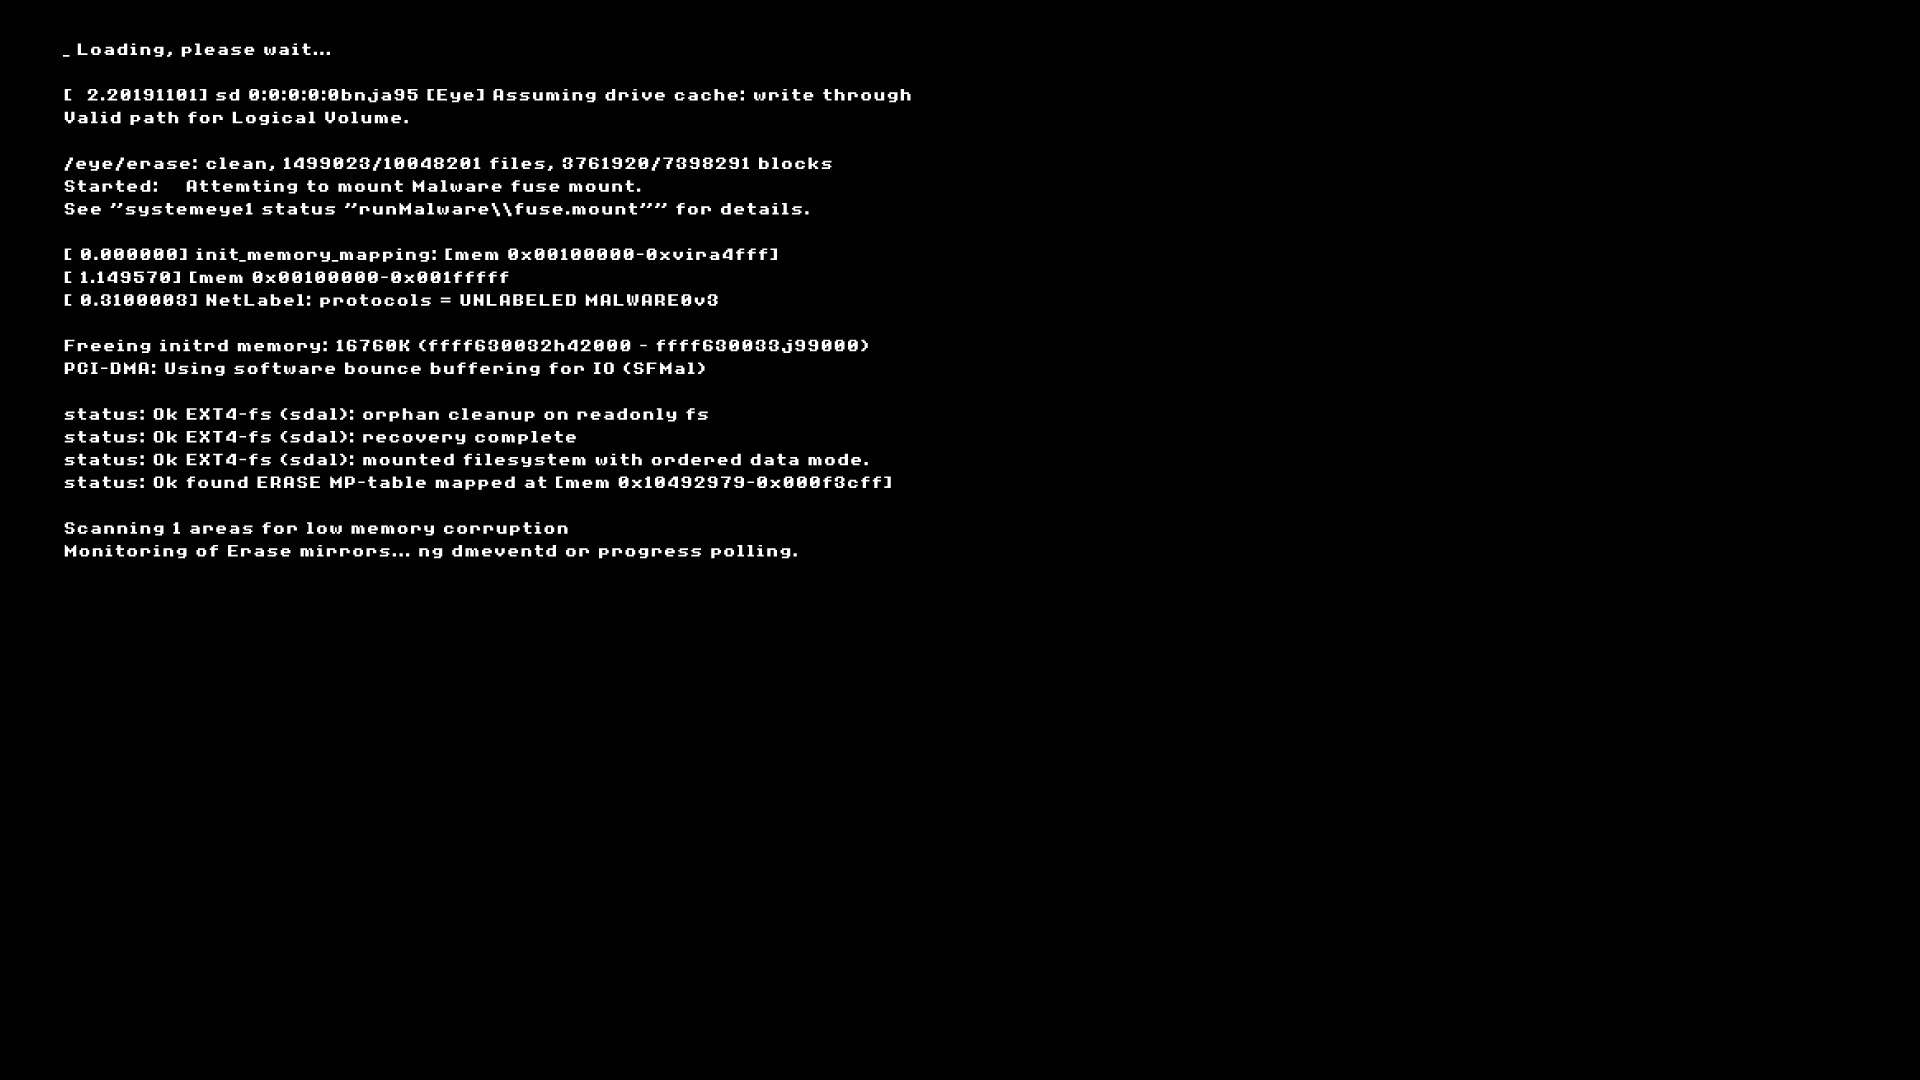 _ Loading, please wait...
[  2.20191101] sd 0:0:0:0:0bnja95 [Eye] Assuming drive cache: write through
Valid path for Logical Volume.
/eye/erase: clean, 1499023/10048201 files, 3761920/7398291 blocks
Started:   Attemting to mount Malware fuse mount.
See "systemeye1 status "runMalware\\fuse.mount"" for details.
[ 0.000000] init_memory_mapping: [mem 0x00100000-0xvira4fff]
[ 1.149570] [mem 0x00100000-0x001fffff
[ 0.3100003] NetLabel: protocols = UNLABELED MALWARE0v3
Freeing initrd memory: 16760K (ffff630032h42000 - ffff630033j99000)
PCI-DMA: Using software bounce buffering for IO (SFMal)
status: Ok EXT4-fs (sdal): orphan cleanup on readonly fs
status: Ok EXT4-fs (sdal): recovery complete
status: Ok EXT4-fs (sdal): mounted filesystem with ordered data mode.
status: Ok found ERASE MP-table mapped at [mem 0x10492979-0x000f3cff]
Scanning 1 areas for low memory corruption
Monitoring of Erase mirrors... ng dmeventd or progress polling.